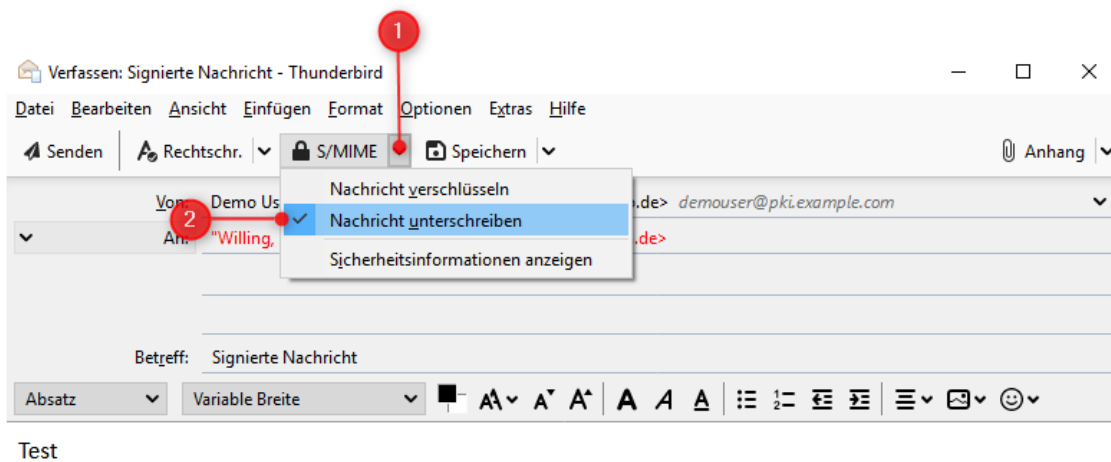 1
Verfassen: Signierte Nachricht - Thunderbird
Datei Bearbeiten Ansicht Einfügen Format Optionen Extras Hilfe
Senden Rechtschr. S/MIME Speichern Anhang
Nachricht verschlüsseln
Von: Demo Us .de> demouser@pki.example.com
2 Nachricht unterschreiben
An: "Willing, .de>
Sicherheitsinformationen anzeigen
Betreff: Signierte Nachricht
Absatz Variable Breite
Test